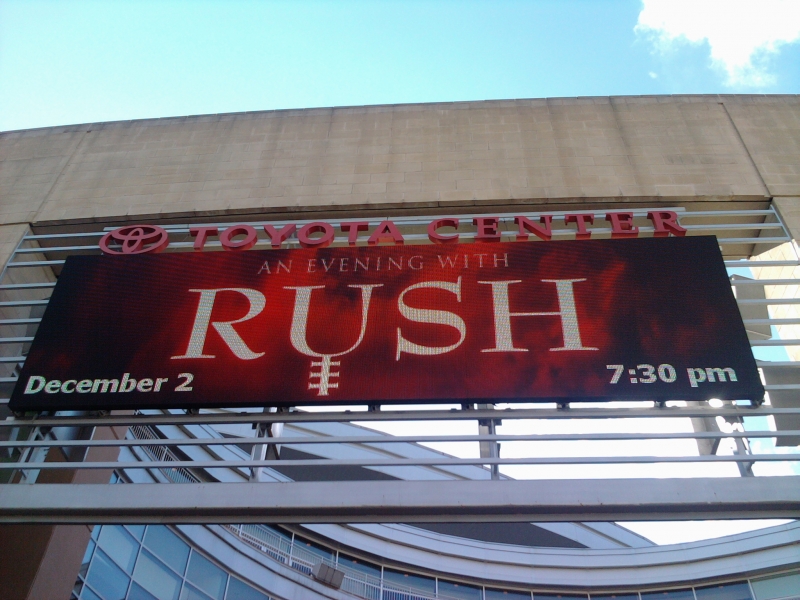 TOYOTA CENTER
AN EVENING WITH
RUSH
December 2
7:30 pm